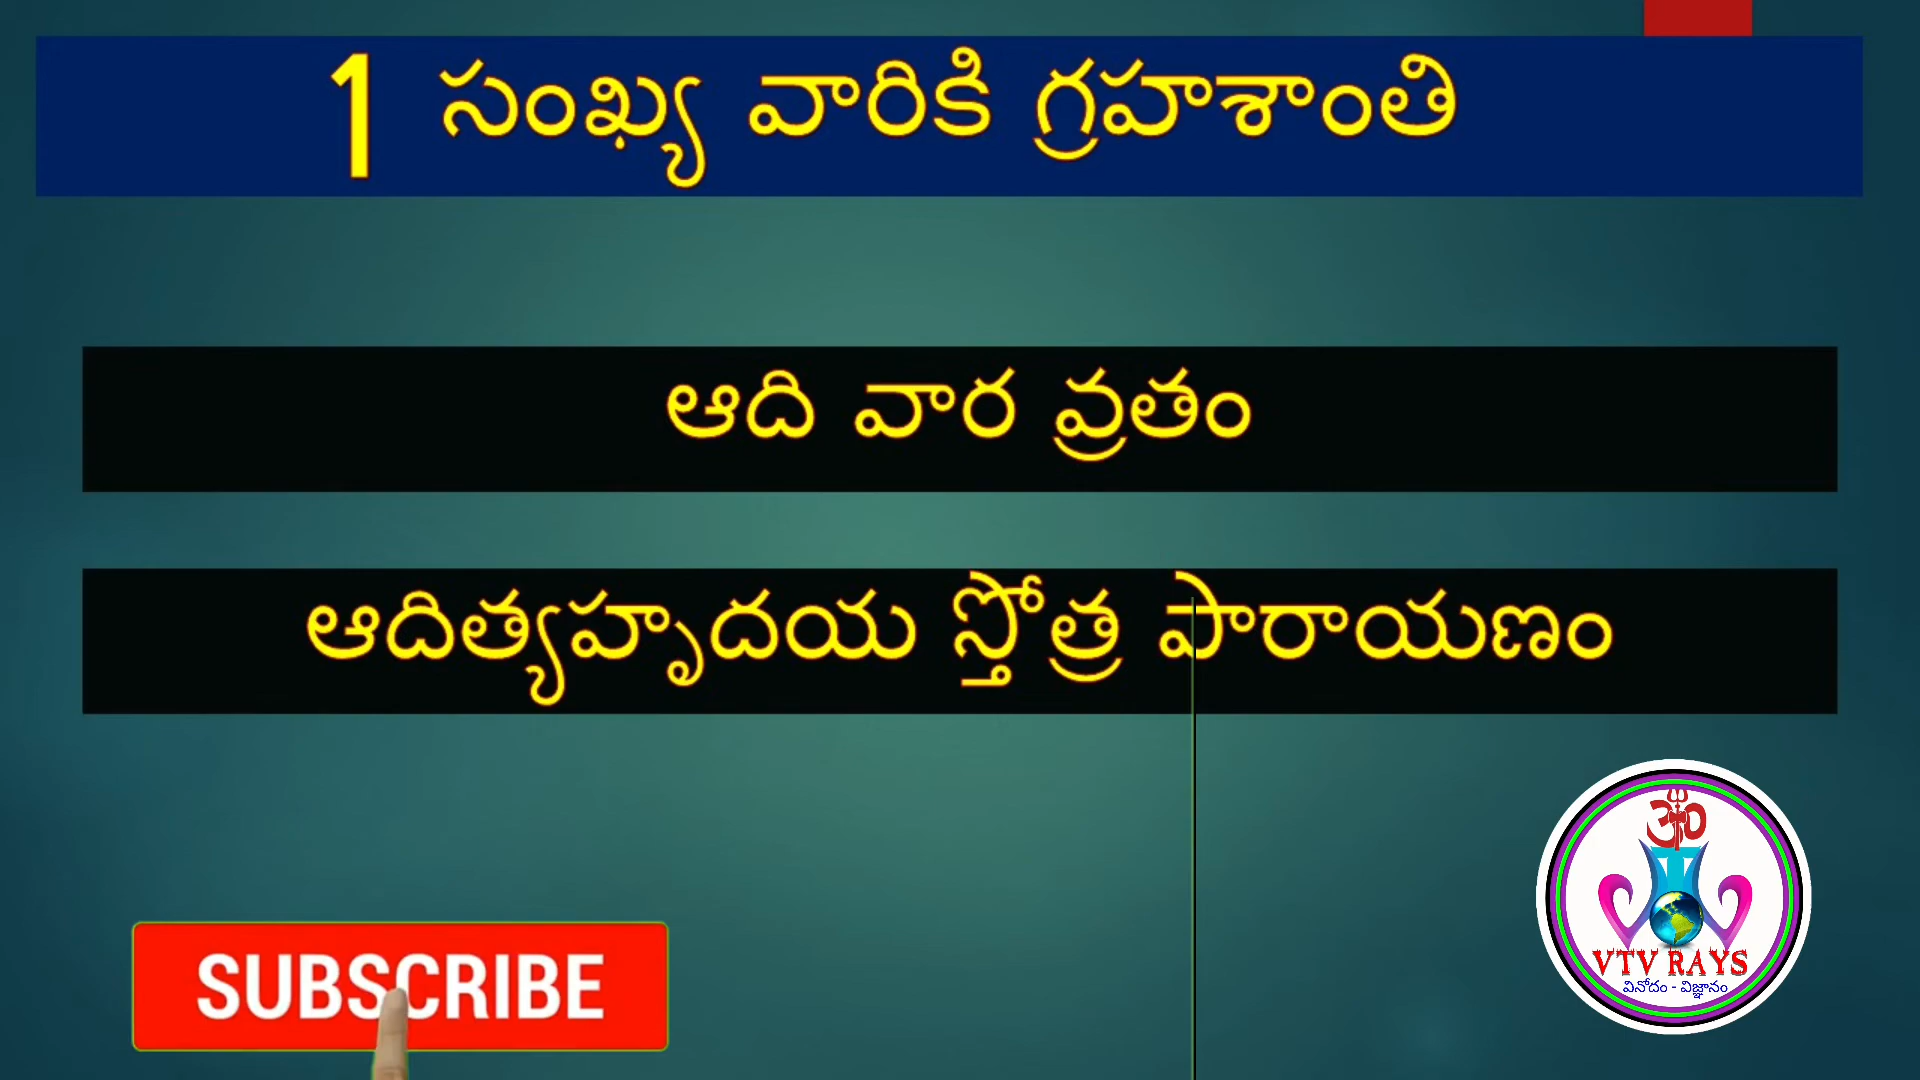 1 సంఖ్య వారికి గ్రహశాంతి
ఆది వార వ్రతం
ఆదిత్యహృదయ స్తోత్ర పారాయణం
ॐ
VTV RAYS
వినోదం - విజ్ఞానం
SUBSCRIBE